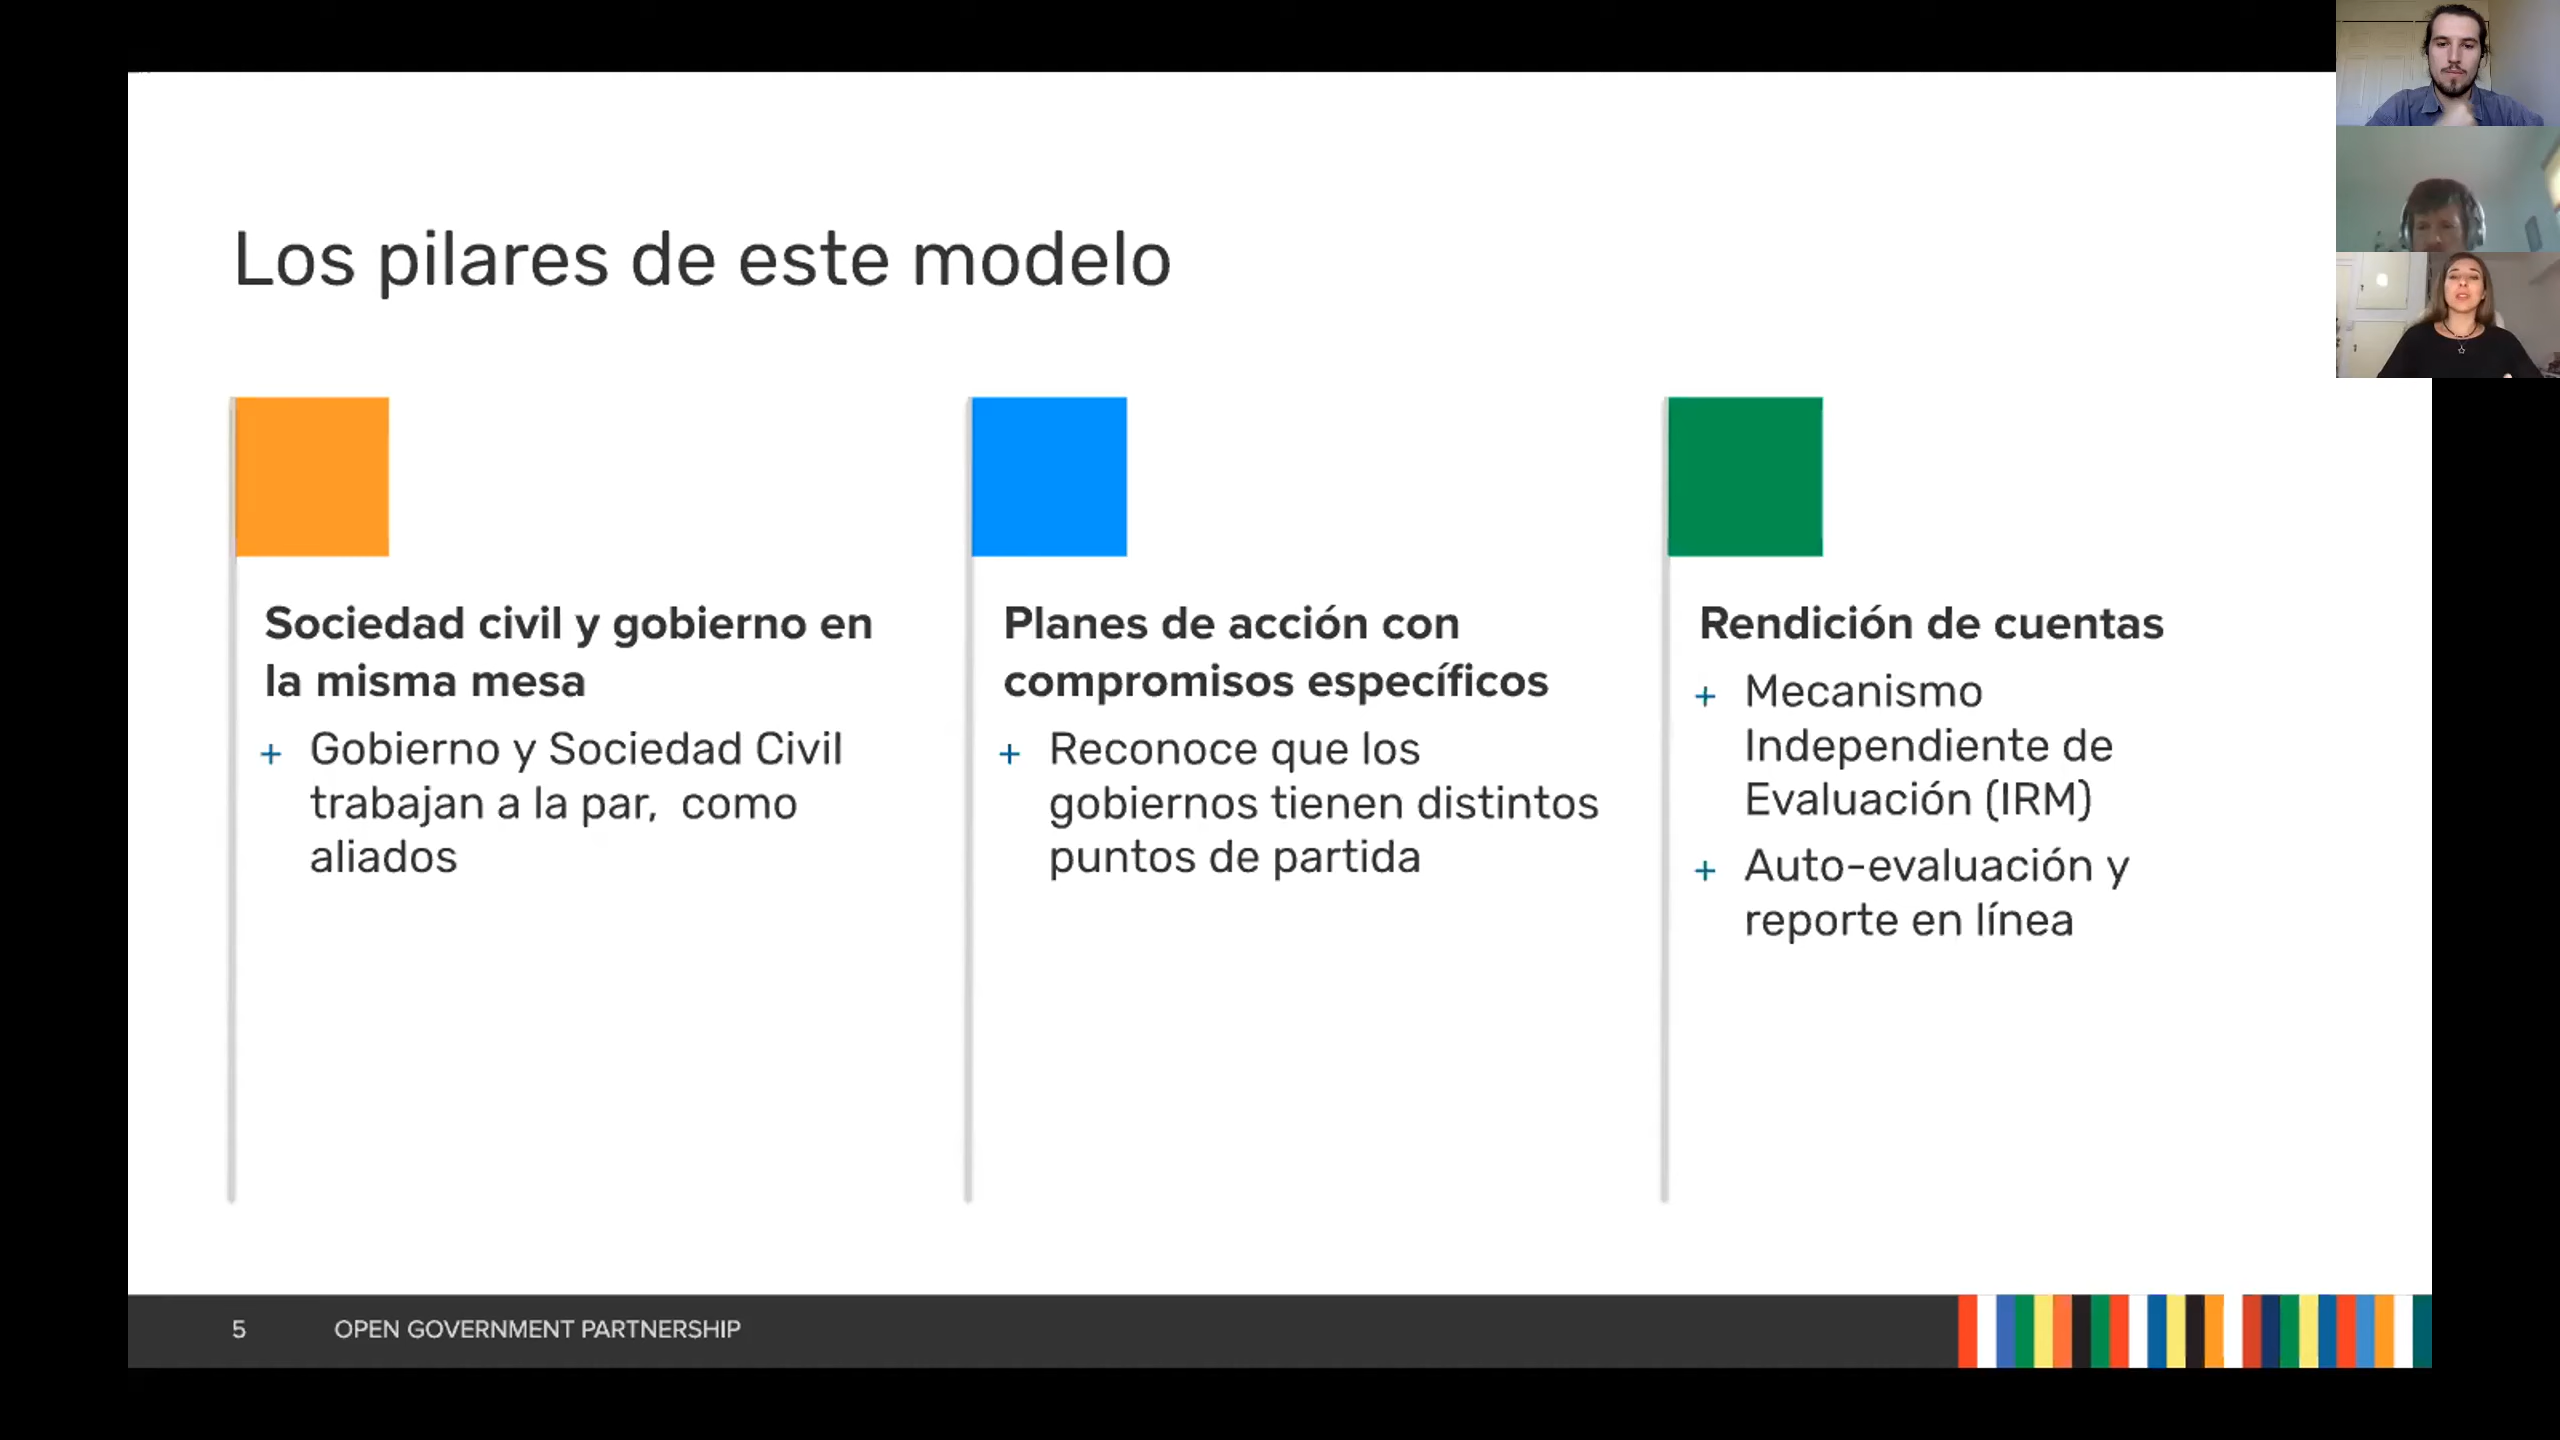 Los pilares de este modelo
Sociedad civil y gobierno en
la misma mesa
+ Gobierno y Sociedad Civil
trabajan a la par,  como
aliados
Planes de acción con
compromisos específicos
+ Reconoce que los
gobiernos tienen distintos
puntos de partida
Rendición de cuentas
+ Mecanismo
Independiente de
Evaluación (IRM)
+ Auto-evaluación y
reporte en línea
5 OPEN GOVERNMENT PARTNERSHIP